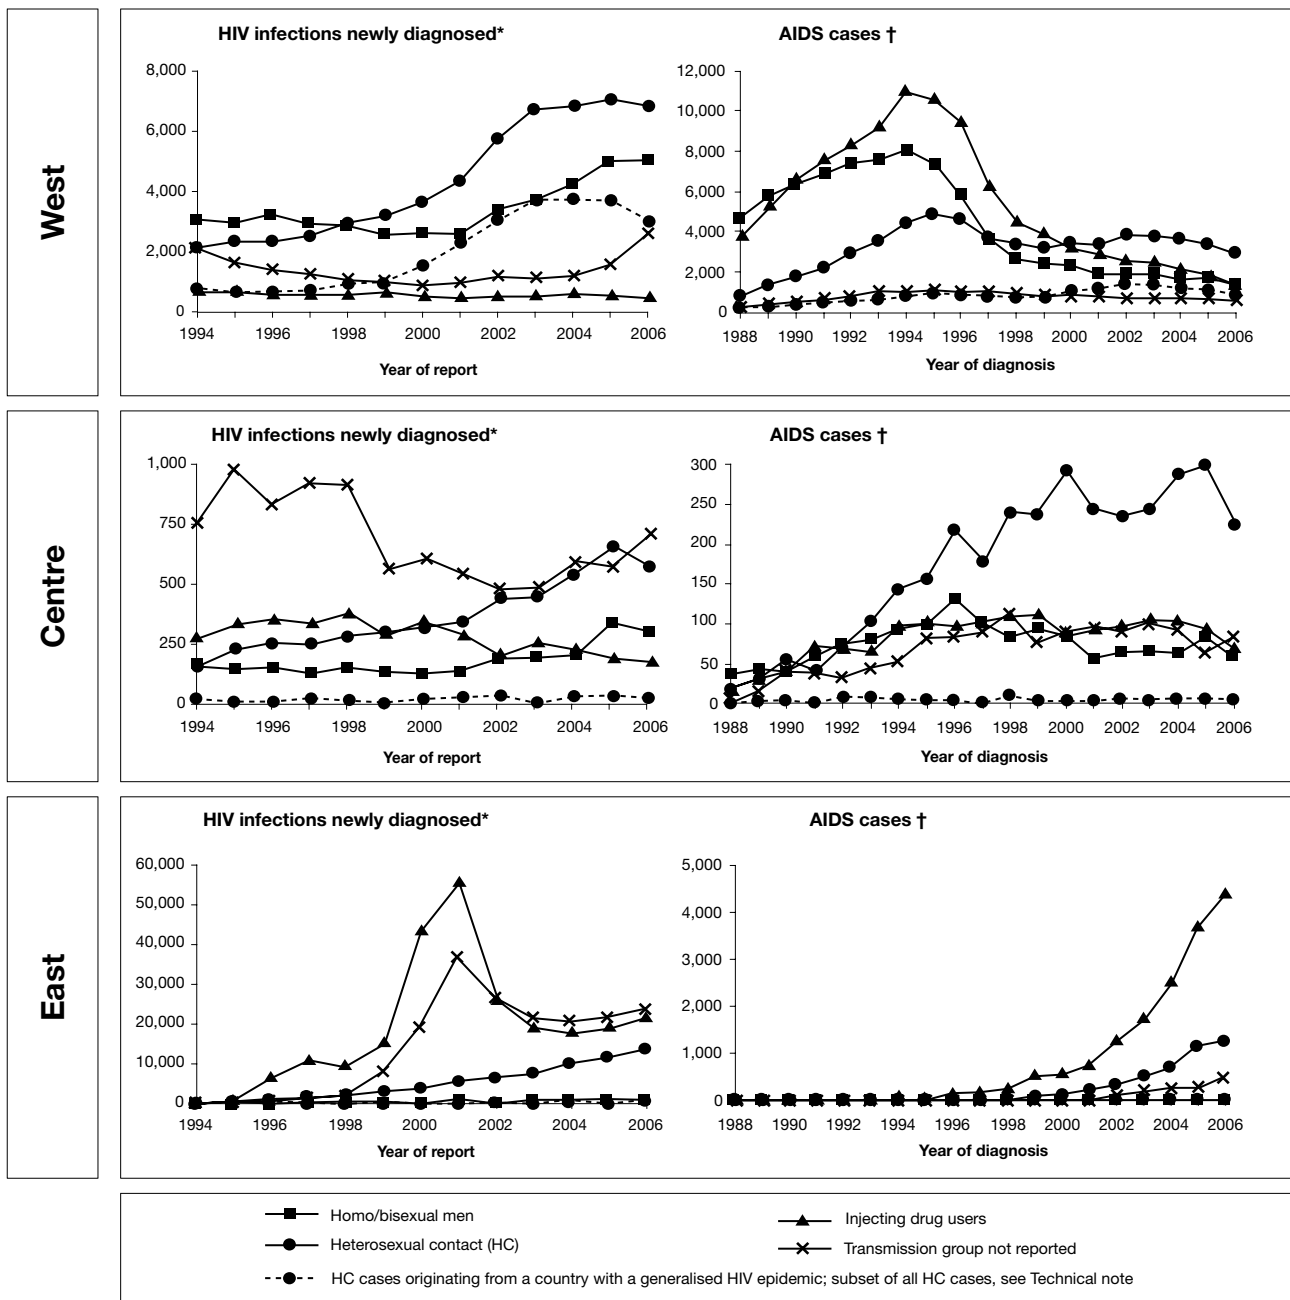 West
HIV infections newly diagnosed*
8,000
6,000
4,000
2,000
0
1994 1996 1998 2000 2002 2004 2006
Year of report
AIDS cases †
12,000
10,000
8,000
6,000
4,000
2,000
0
1988 1990 1992 1994 1996 1998 2000 2002 2004 2006
Year of diagnosis
Centre
HIV infections newly diagnosed*
1,000
750
500
250
0
1994 1996 1998 2000 2002 2004 2006
Year of report
AIDS cases †
300
250
200
150
100
50
0
1988 1990 1992 1994 1996 1998 2000 2002 2004 2006
Year of diagnosis
East
HIV infections newly diagnosed*
60,000
50,000
40,000
30,000
20,000
10,000
0
1994 1996 1998 2000 2002 2004 2006
Year of report
AIDS cases †
5,000
4,000
3,000
2,000
1,000
0
1988 1990 1992 1994 1996 1998 2000 2002 2004 2006
Year of diagnosis
Homo/bisexual men
Injecting drug users
Heterosexual contact (HC)
Transmission group not reported
HC cases originating from a country with a generalised HIV epidemic; subset of all HC cases, see Technical note